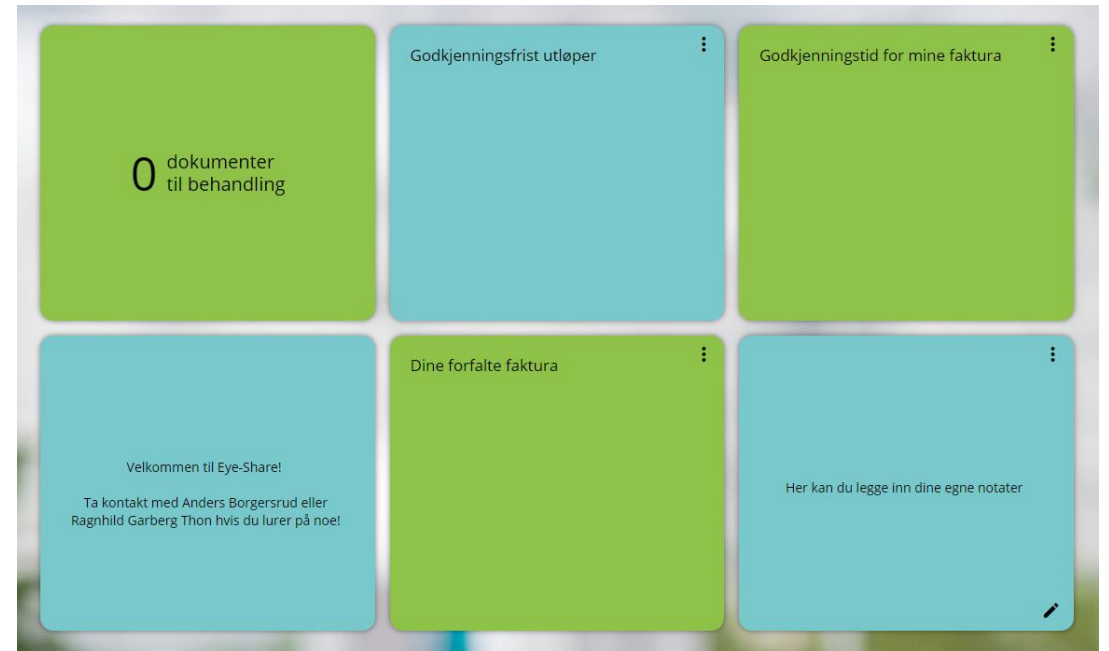 0 dokumenter
til behandling
Godkjenningsfrist utløper
Godkjenningstid for mine faktura
Velkommen til Eye-Share!
Ta kontakt med Anders Borgersrud eller
Ragnhild Garberg Thon hvis du lurer på noe!
Dine forfalte faktura
Her kan du legge inn dine egne notater